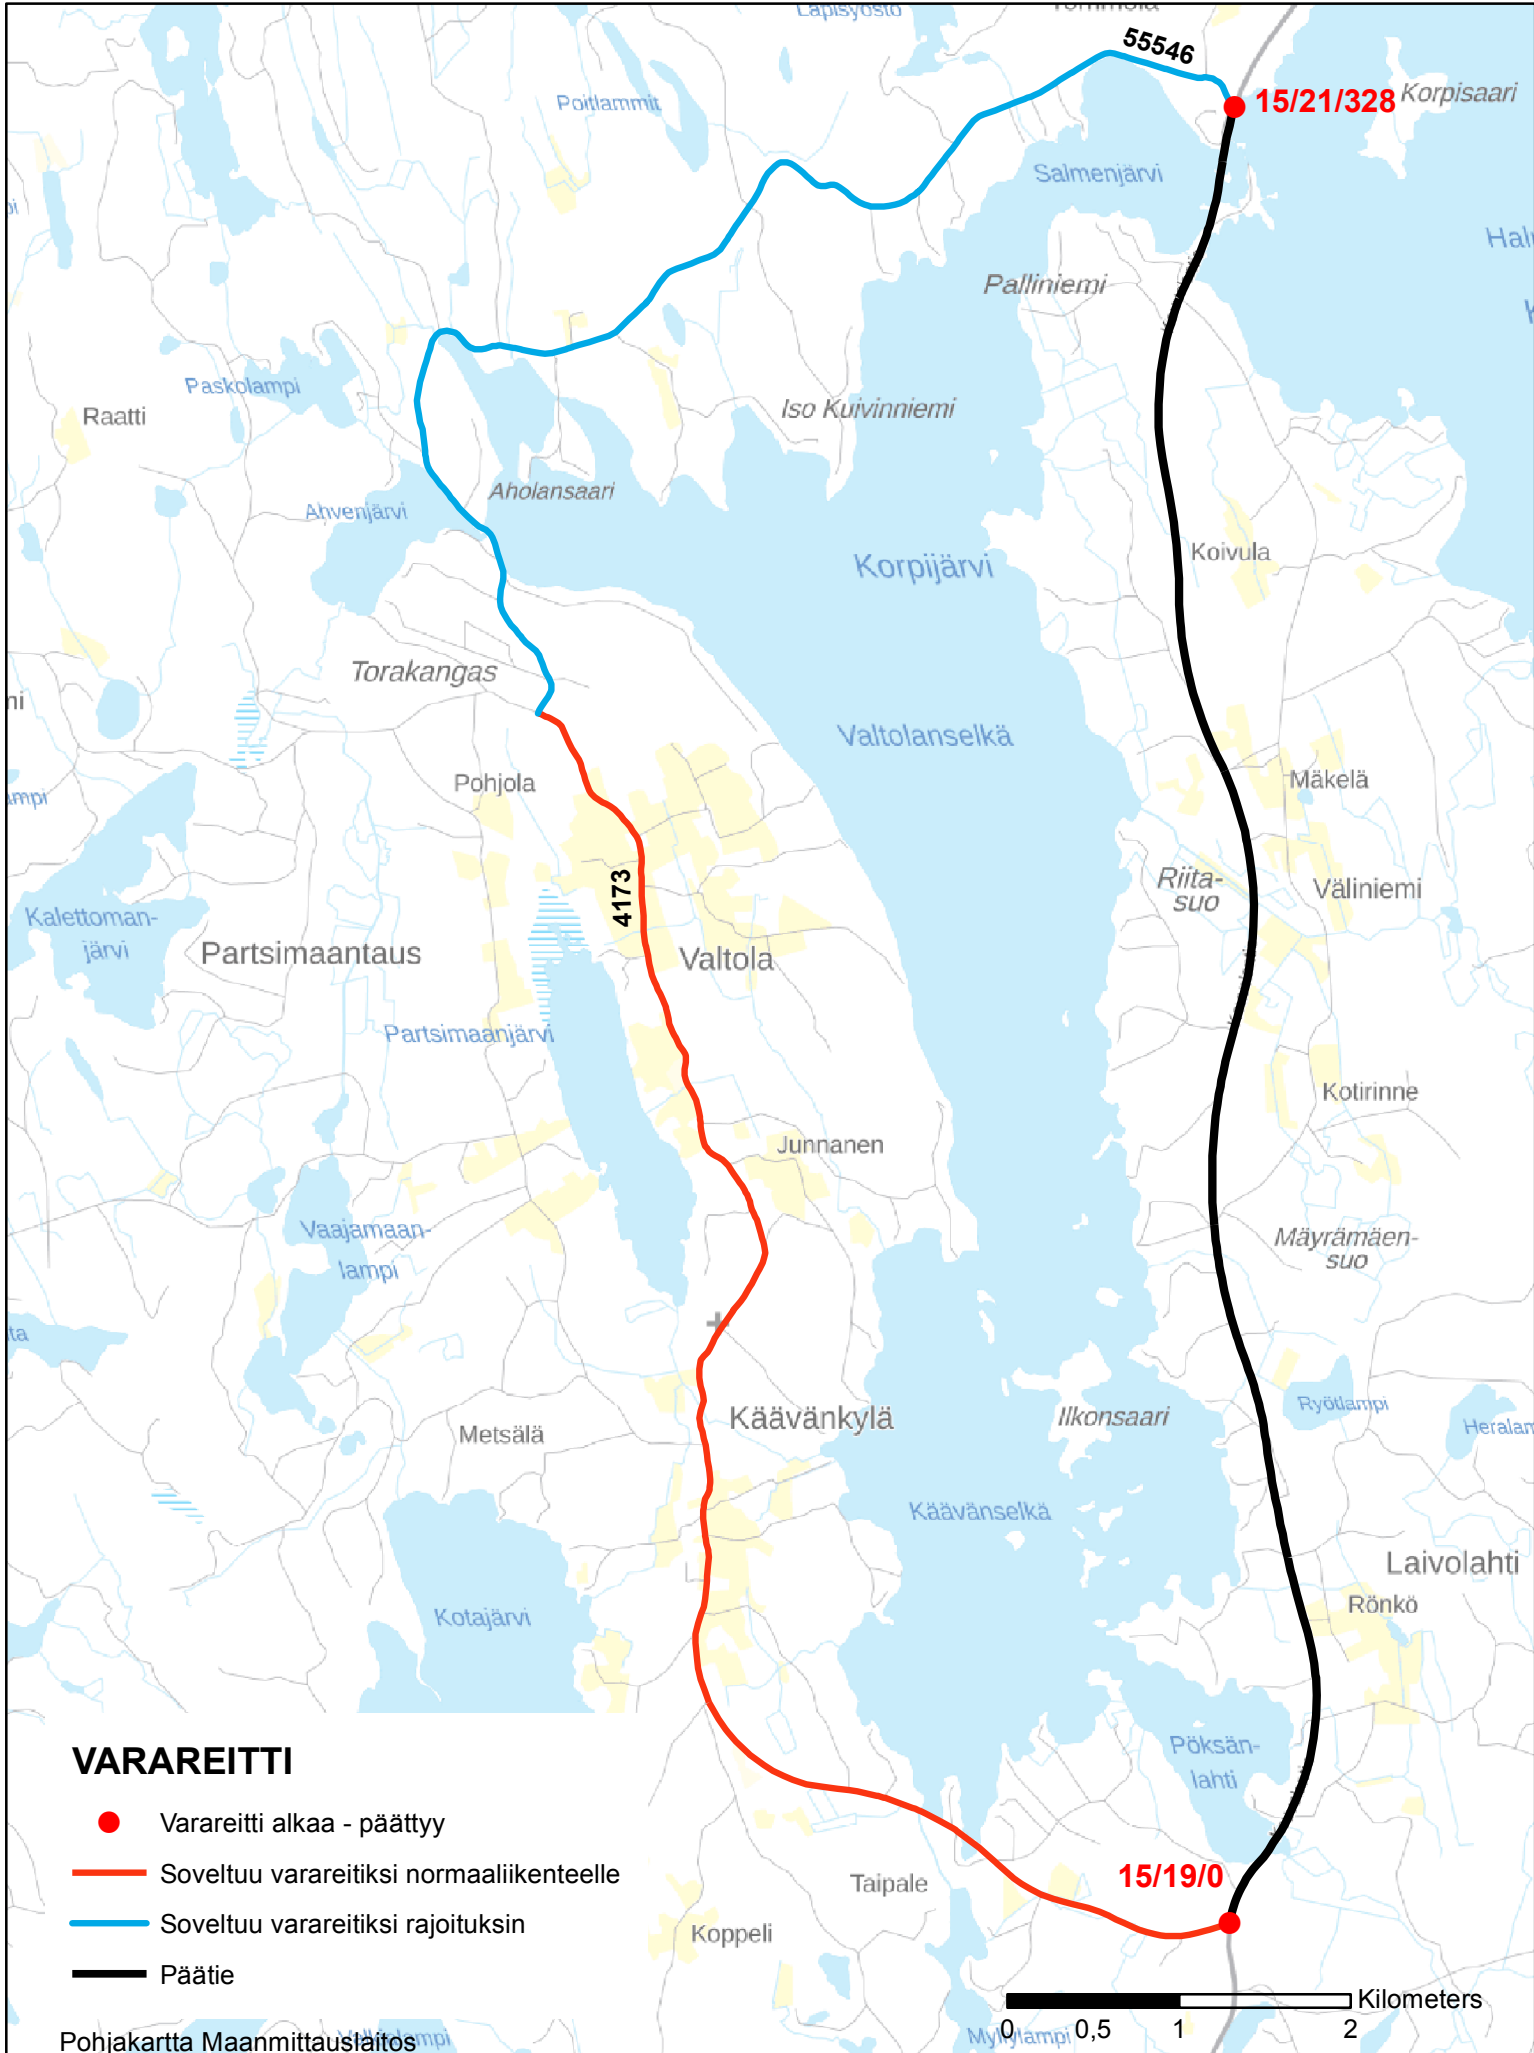 55546
15/21/328
Korpisaari
Poitlammit
Salmenjärvi
Palliniemi
Paskolampi
Raatti
Iso Kuivinniemi
Aholansaari
Ahvenjärvi
Koivula
Korpijärvi
Torakangas
Valtolanselkä
Pohjola
Mäkelä
4173
Riita-
suo
Väliniemi
Kalettoman-
järvi
Partsimaantaus
Valtola
Partsimaanjärvi
Kotirinne
Junnanen
Vaajamaan-
lampi
Mäyrämäen-
suo
Käävänkylä
Ilkonsaari
Ryötlampi
Heralam
Metsälä
Käävänselkä
Laivolahti
Rönkö
Kotajärvi
Pöksän-
lahti
VARAREITTI
Varareitti alkaa - päättyy
Soveltuu varareitiksi normaaliikenteelle
Soveltuu varareitiksi rajoituksin
Päätie
Pohjakartta Maanmittauslaitos
15/19/0
Taipale
Koppeli
Kilometers
0 0,5 1 2
Myllylampi